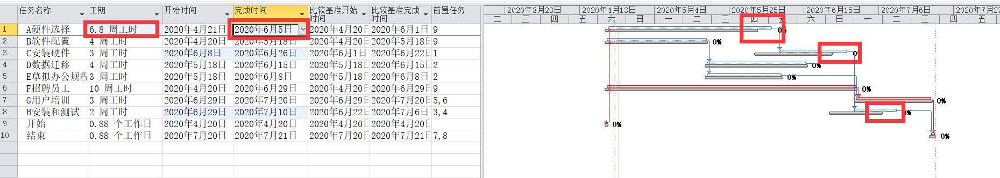 任务名称 工期 开始时间 完成时间 比较基准开始时间 比较基准完成时间 前置任务
1 A硬件选择 6.8 周工时 2020年4月21日 2020年6月5日 2020年4月20日 2020年6月1日 9
2 B软件配置 4 周工时 2020年4月20日 2020年5月18日 2020年4月20日 2020年5月18日 9
3 C安装硬件 3 周工时 2020年6月8日 2020年6月26日 2020年6月1日 2020年6月22日 1
4 D数据迁移 4 周工时 2020年5月18日 2020年6月15日 2020年5月18日 2020年6月15日 2
5 E草拟办公规程 3 周工时 2020年5月18日 2020年6月8日 2020年5月18日 2020年6月8日 2
6 F招聘员工 10 周工时 2020年4月20日 2020年6月29日 2020年4月20日 2020年6月29日 9
7 G用户培训 3 周工时 2020年6月29日 2020年7月20日 2020年6月29日 2020年7月20日 5,6
8 H安装和测试 2 周工时 2020年6月29日 2020年7月10日 2020年6月22日 2020年7月6日 3,4
9 开始 0.88 个工作日 2020年4月20日 2020年4月20日 2020年4月20日 2020年4月20日
10 结束 0.88 个工作日 2020年7月20日 2020年7月21日 2020年7月20日 2020年7月21日 7,8
2020年3月23日 2020年4月13日 2020年5月4日 2020年5月25日 2020年6月15日 2020年7月6日 2020年7月27
二 三 四 五 六 日 一 二 三 四 五 六 日 一 二 三 四 五
0%
0%
0%
0%
0%
0%
0%
0%
0%
0%